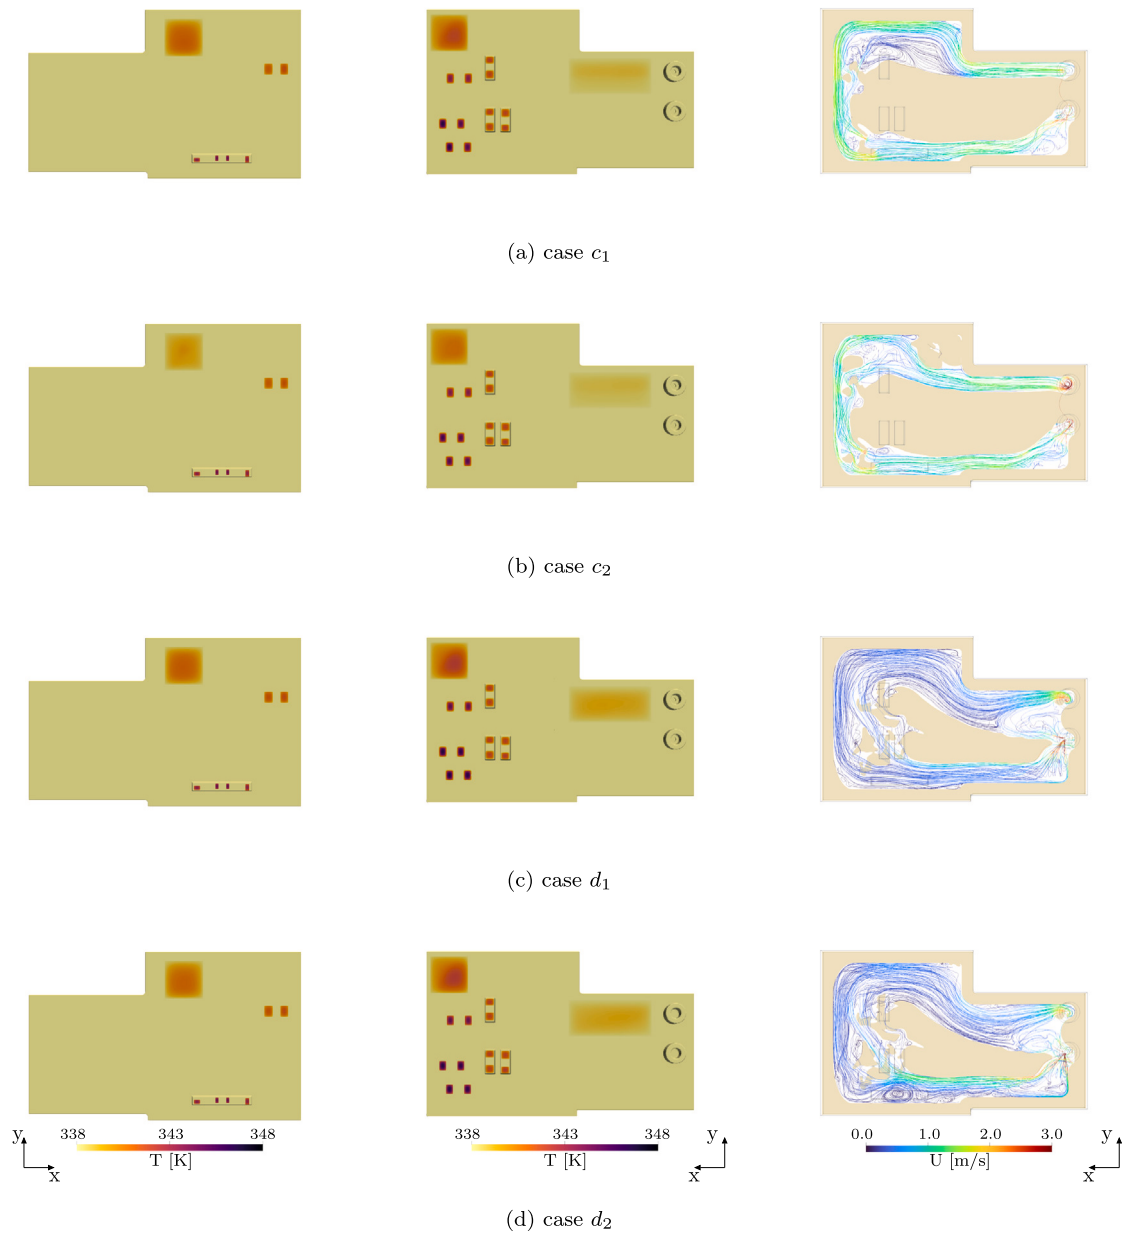 (a) case c1
(b) case c2
(c) case d1
338 343 348
T [K]
y
x
338 343 348
T [K]
y
x
0.0 1.0 2.0 3.0
U [m/s]
y
x
(d) case d2